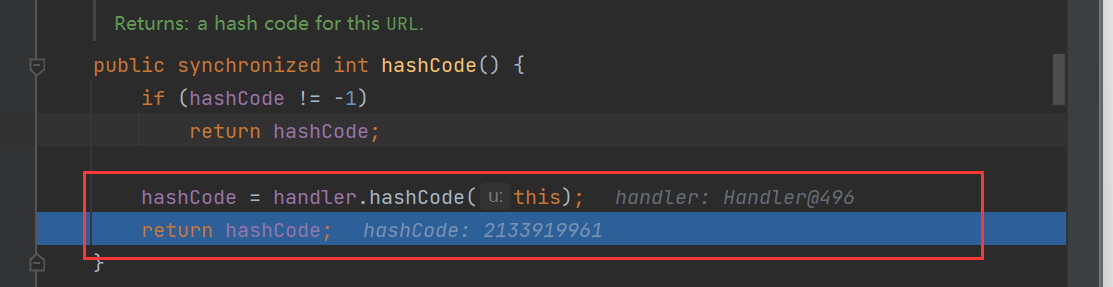 Returns: a hash code for this URL.
public synchronized int hashCode() {
if (hashCode != -1)
return hashCode;
hashCode = handler.hashCode( u: this); handler: Handler@496
return hashCode; hashCode: 2133919961
}